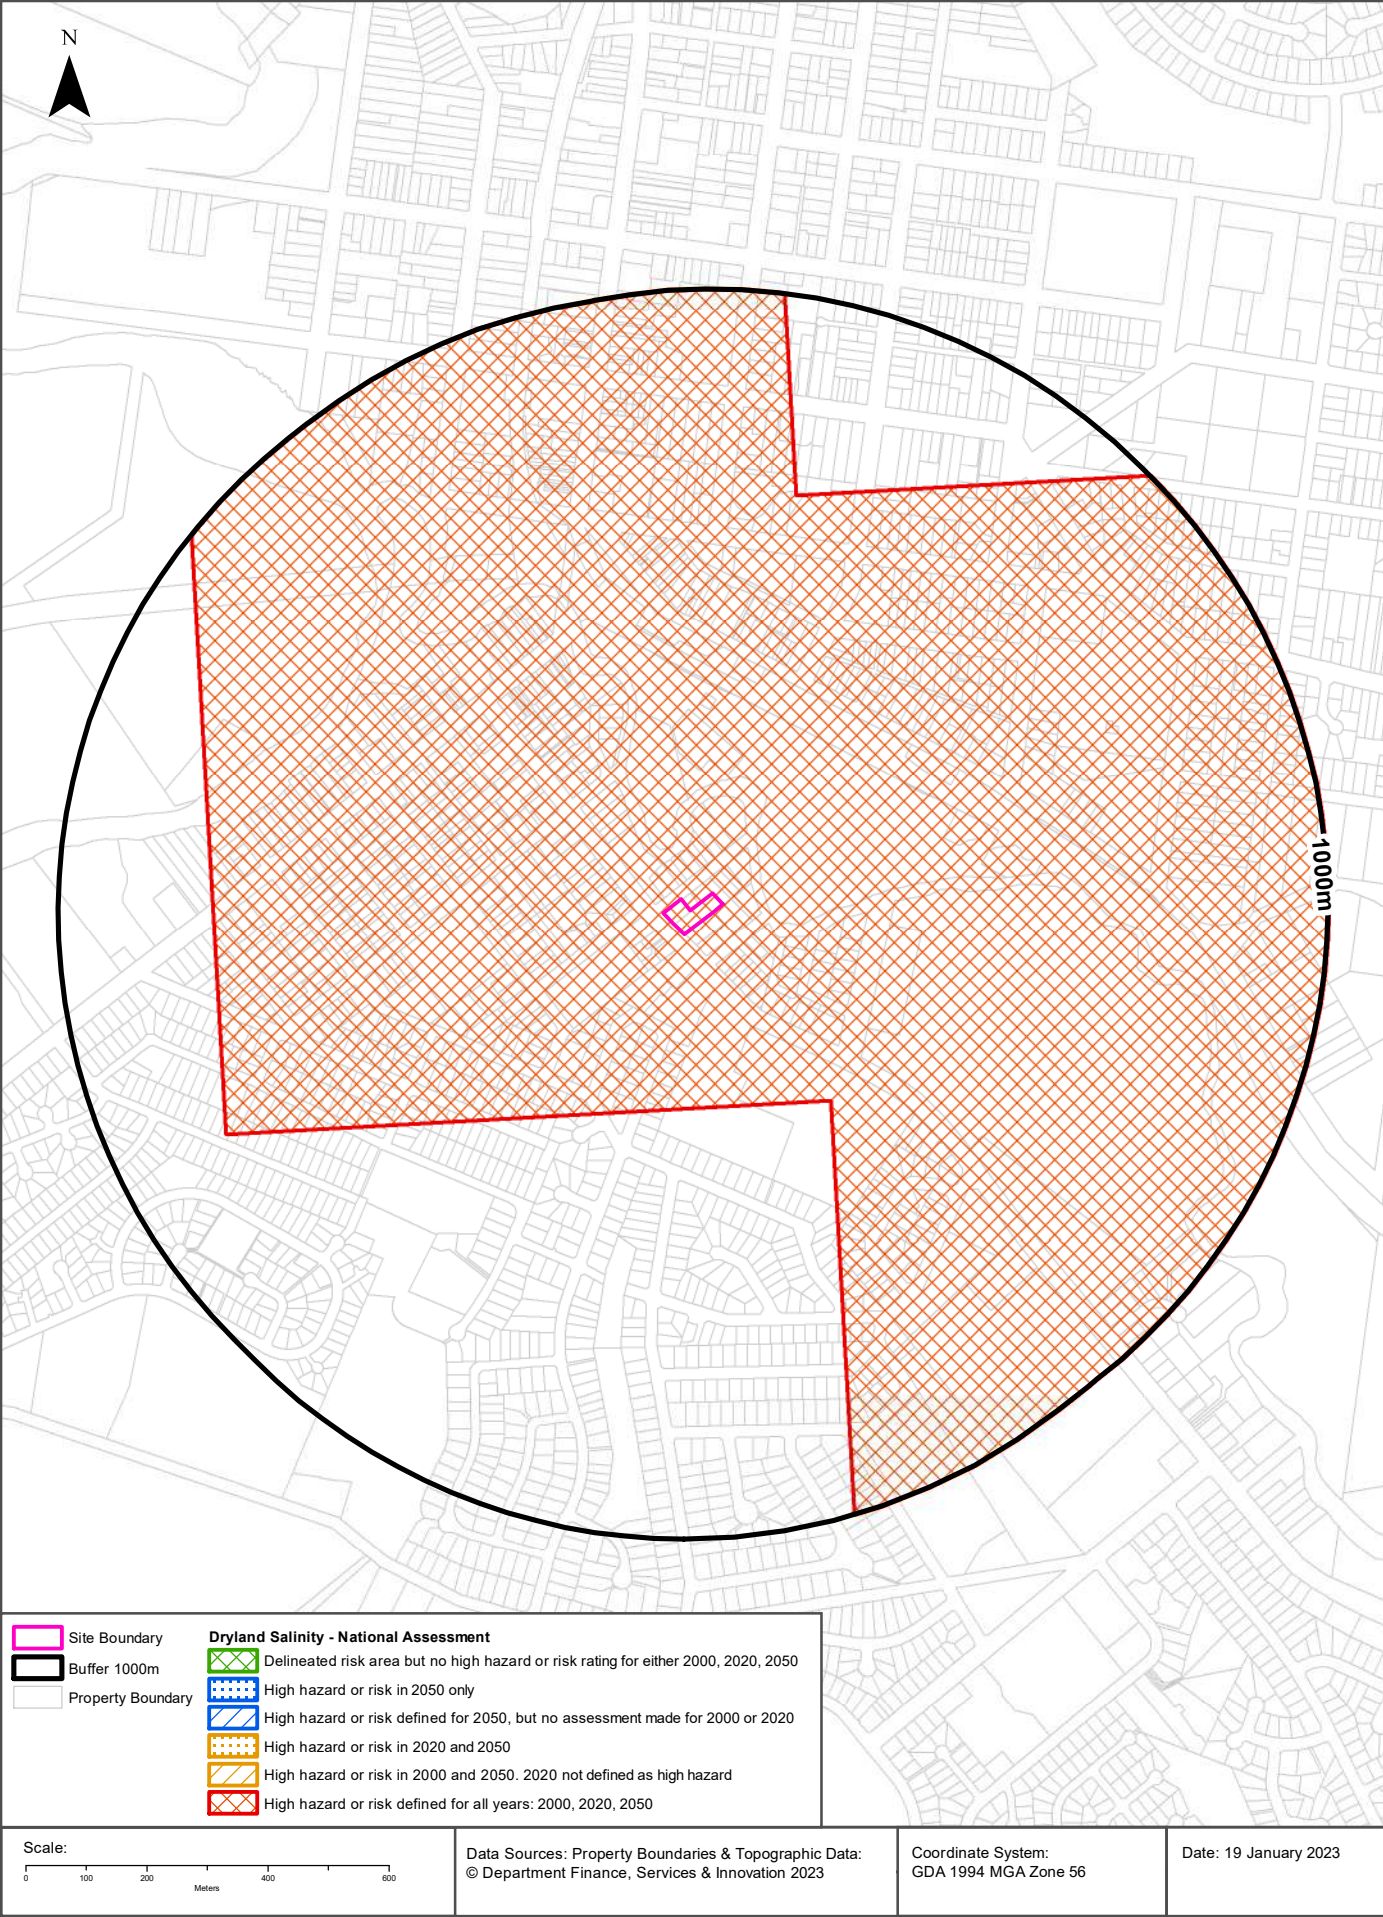 N
1000m
Site Boundary
Buffer 1000m
Property Boundary
Dryland Salinity - National Assessment
Delineated risk area but no high hazard or risk rating for either 2000, 2020, 2050
High hazard or risk in 2050 only
High hazard or risk defined for 2050, but no assessment made for 2000 or 2020
High hazard or risk in 2020 and 2050
High hazard or risk in 2000 and 2050. 2020 not defined as high hazard
High hazard or risk defined for all years: 2000, 2020, 2050
Scale:
0 100 200 400 600
Meters
Data Sources: Property Boundaries & Topographic Data:
© Department Finance, Services & Innovation 2023
Coordinate System:
GDA 1994 MGA Zone 56
Date: 19 January 2023